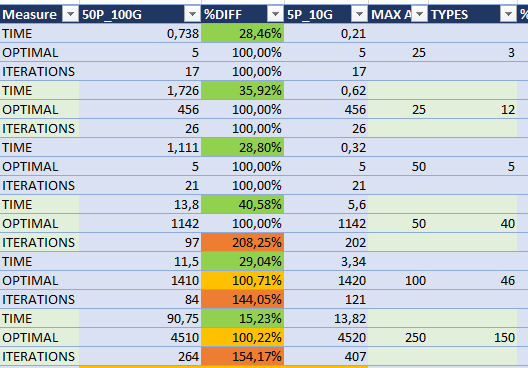 Measure 50P_100G %DIFF 5P_10G MAX A TYPES %
TIME 0,738 28,46% 0,21
OPTIMAL 5 100,00% 5 25 3
ITERATIONS 17 100,00% 17
TIME 1,726 35,92% 0,62
OPTIMAL 456 100,00% 456 25 12
ITERATIONS 26 100,00% 26
TIME 1,111 28,80% 0,32
OPTIMAL 5 100,00% 5 50 5
ITERATIONS 21 100,00% 21
TIME 13,8 40,58% 5,6
OPTIMAL 1142 100,00% 1142 50 40
ITERATIONS 97 208,25% 202
TIME 11,5 29,04% 3,34
OPTIMAL 1410 100,71% 1420 100 46
ITERATIONS 84 144,05% 121
TIME 90,75 15,23% 13,82
OPTIMAL 4510 100,22% 4520 250 150
ITERATIONS 264 154,17% 407